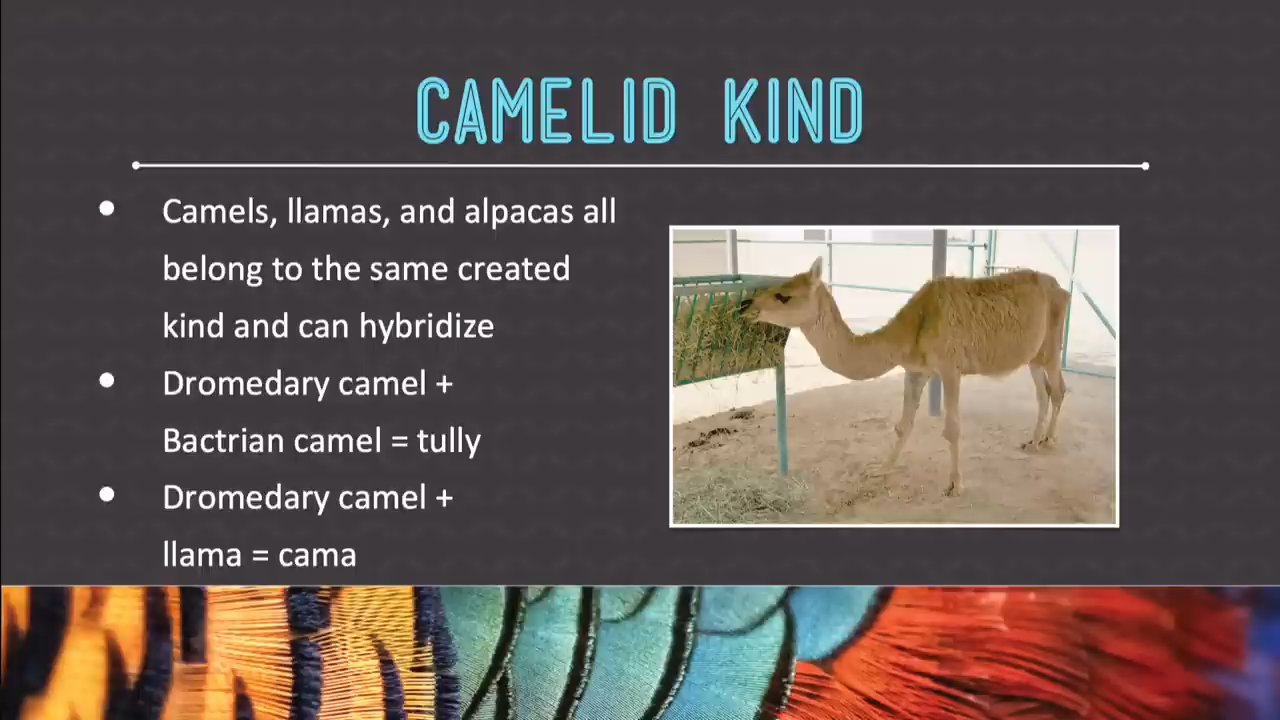 CAMELID KIND
• Camels, llamas, and alpacas all
belong to the same created
kind and can hybridize
• Dromedary camel +
Bactrian camel = tully
• Dromedary camel +
llama = cama